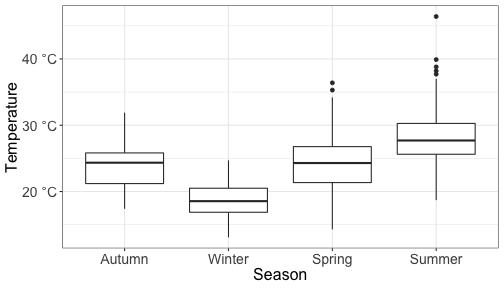 40 °C
30 °C
20 °C
Temperature
Autumn Winter Spring Summer
Season